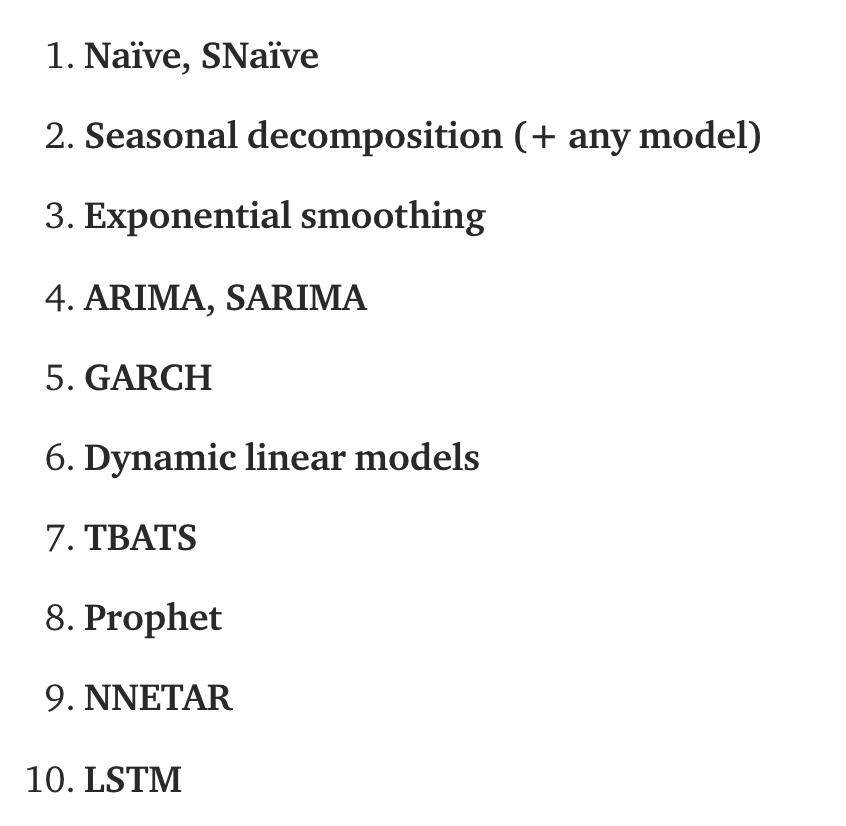 1. Naïve, SNaïve
2. Seasonal decomposition (+ any model)
3. Exponential smoothing
4. ARIMA, SARIMA
5. GARCH
6. Dynamic linear models
7. TBATS
8. Prophet
9. NNETAR
10. LSTM